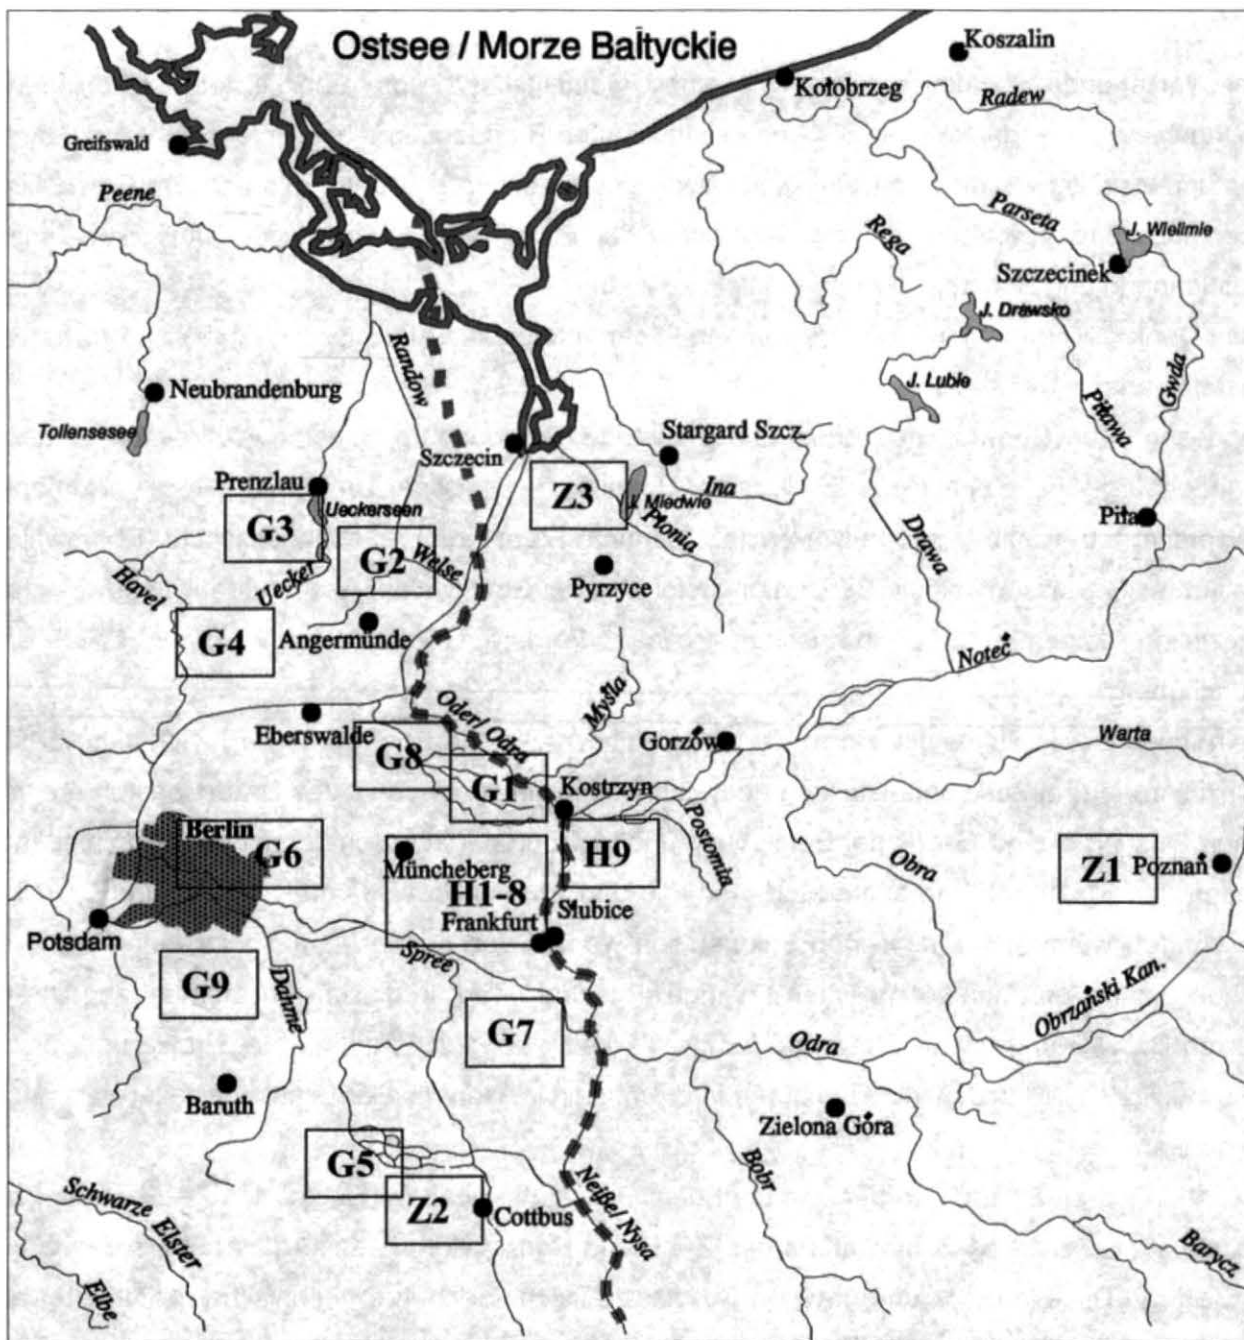 Ostsee / Morze Bałtyckie
Koszalin
Kołobrzeg
Radew
Greifswald
Peene
Parseta
J. Wielimie
Rega
Szczecinek
J. Drawsko
Randow
Neubrandenburg
J. Lubie
Piława
Gwda
Tollensesee
Szczecin
Stargard Szcz.
Prenzlau
Z3
Ina
Ueckerseen
J. Miedwie
G3
Płonia
Piła
Drawa
G2
Welse
Havel
Uecker
Pyrzyce
G4
Angermünde
Noteć
Myśla
Oder/ Odra
Eberswalde
Gorzów
Warta
G8
G1
Kostrzyn
Postomia
Berlin
G6
Müncheberg
H9
Obra
Z1
Poznań
H1-8
Frankfurt
Słubice
Potsdam
Spree
G9
Dahme
Obrzański Kan.
G7
Odra
Baruth
Zielona Góra
G5
Bobr
Schwarze Elster
Z2
Cottbus
Neiße/ Nysa
Barycz
Elbe